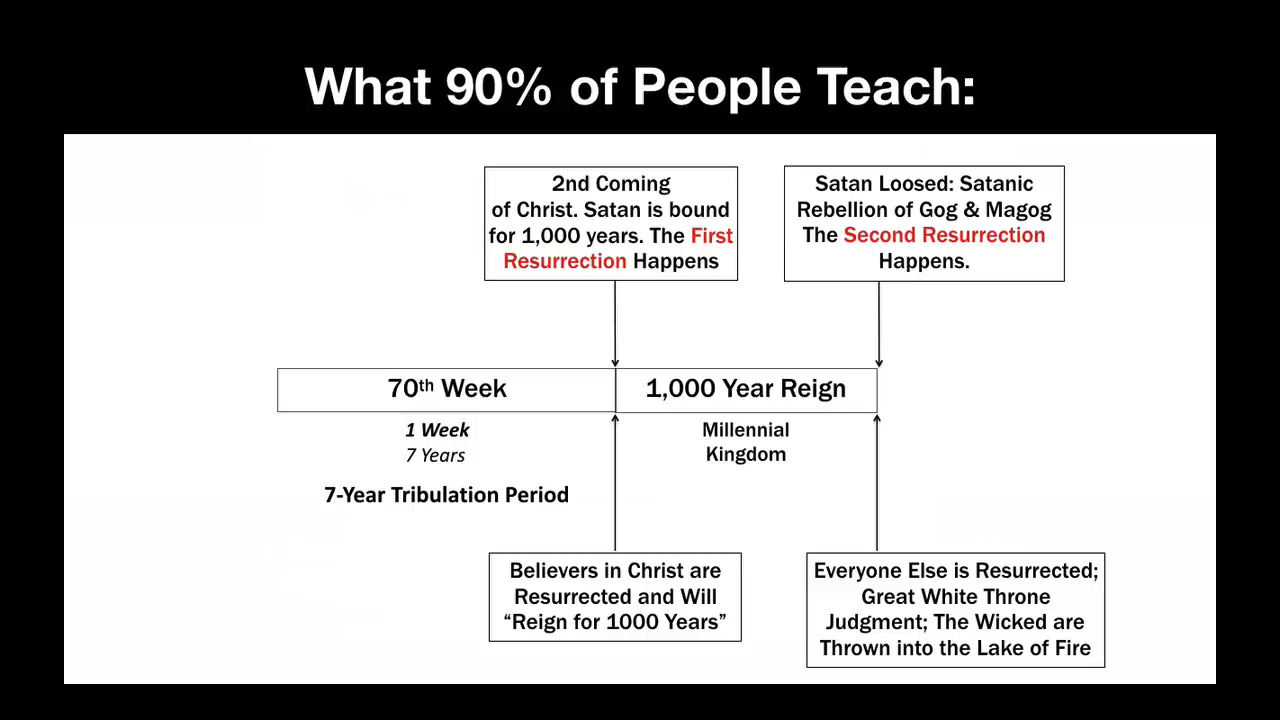 What 90% of People Teach:
2nd Coming
of Christ. Satan is bound
for 1,000 years. The First
Resurrection Happens
Satan Loosed: Satanic
Rebellion of Gog & Magog
The Second Resurrection
Happens.
70th Week
1,000 Year Reign
1 Week
7 Years
7-Year Tribulation Period
Millennial
Kingdom
Believers in Christ are
Resurrected and Will
“Reign for 1000 Years”
Everyone Else is Resurrected;
Great White Throne
Judgment; The Wicked are
Thrown into the Lake of Fire